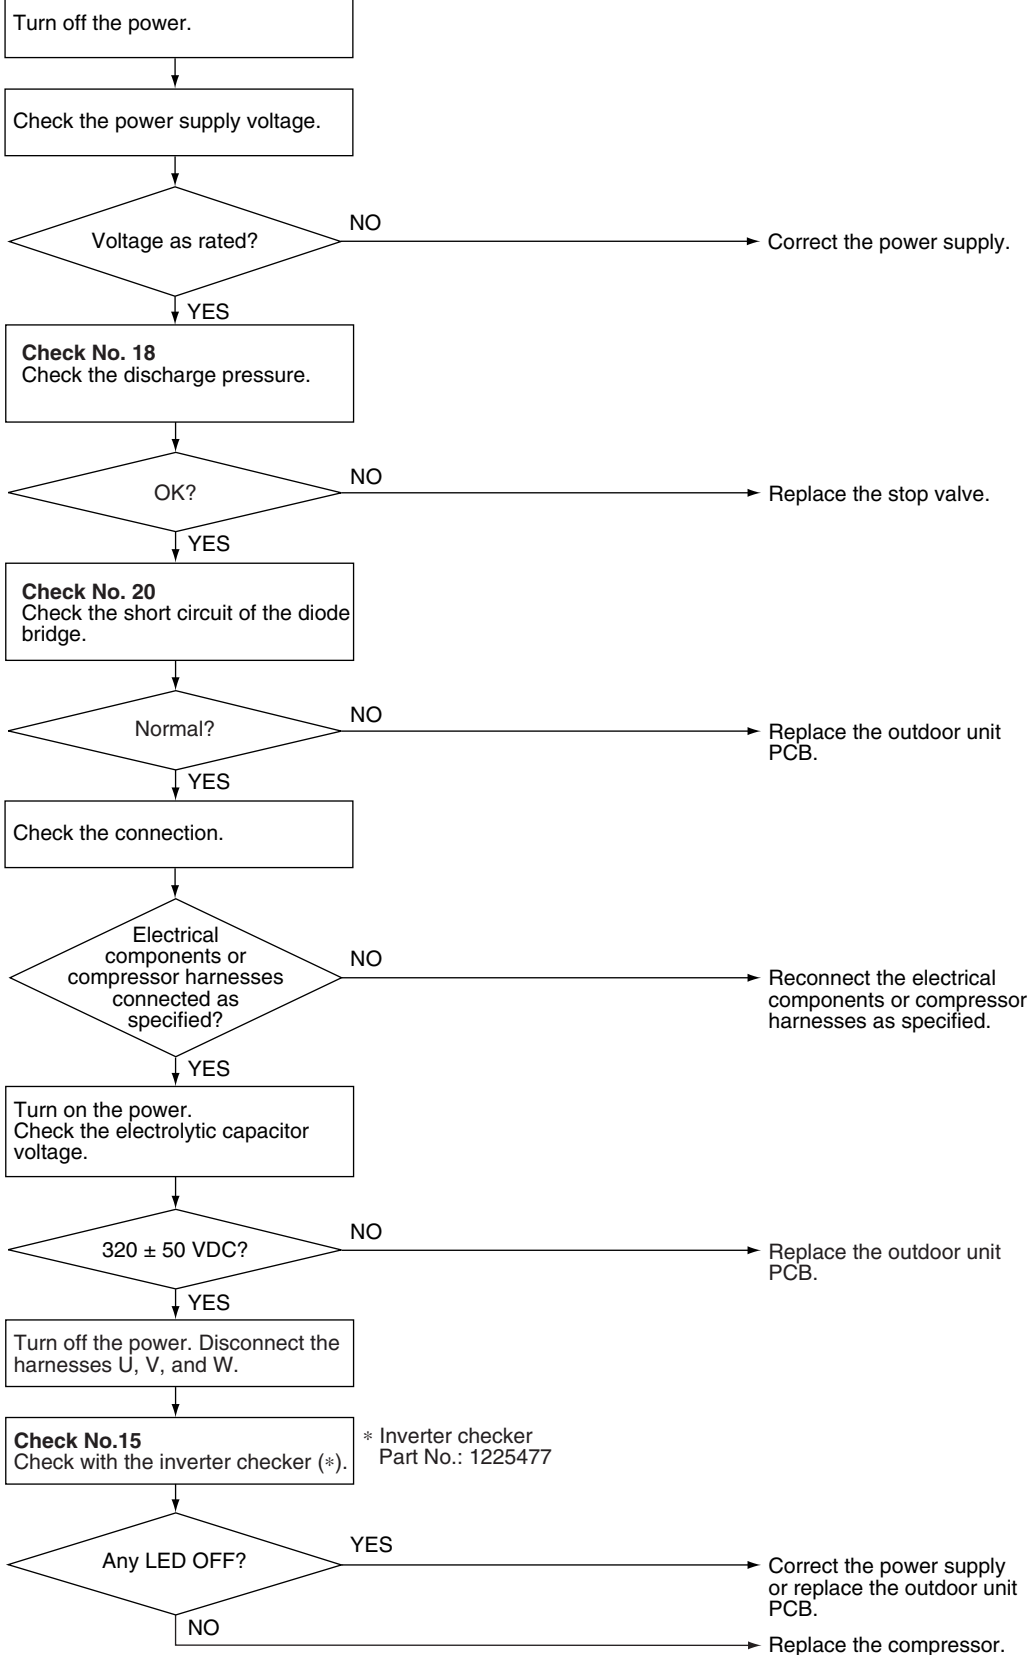 Turn off the power.
Check the power supply voltage.
Voltage as rated?
NO
Correct the power supply.
YES
Check No. 18
Check the discharge pressure.
OK?
NO
Replace the stop valve.
YES
Check No. 20
Check the short circuit of the diode
bridge.
Normal?
NO
Replace the outdoor unit
PCB.
YES
Check the connection.
Electrical
components or
compressor harnesses
connected as
specified?
NO
Reconnect the electrical
components or compressor
harnesses as specified.
YES
Turn on the power.
Check the electrolytic capacitor
voltage.
320 ± 50 VDC?
NO
Replace the outdoor unit
PCB.
YES
Turn off the power. Disconnect the
harnesses U, V, and W.
Check No.15
Check with the inverter checker (*).
* Inverter checker
Part No.: 1225477
Any LED OFF?
YES
Correct the power supply
or replace the outdoor unit
PCB.
NO
Replace the compressor.